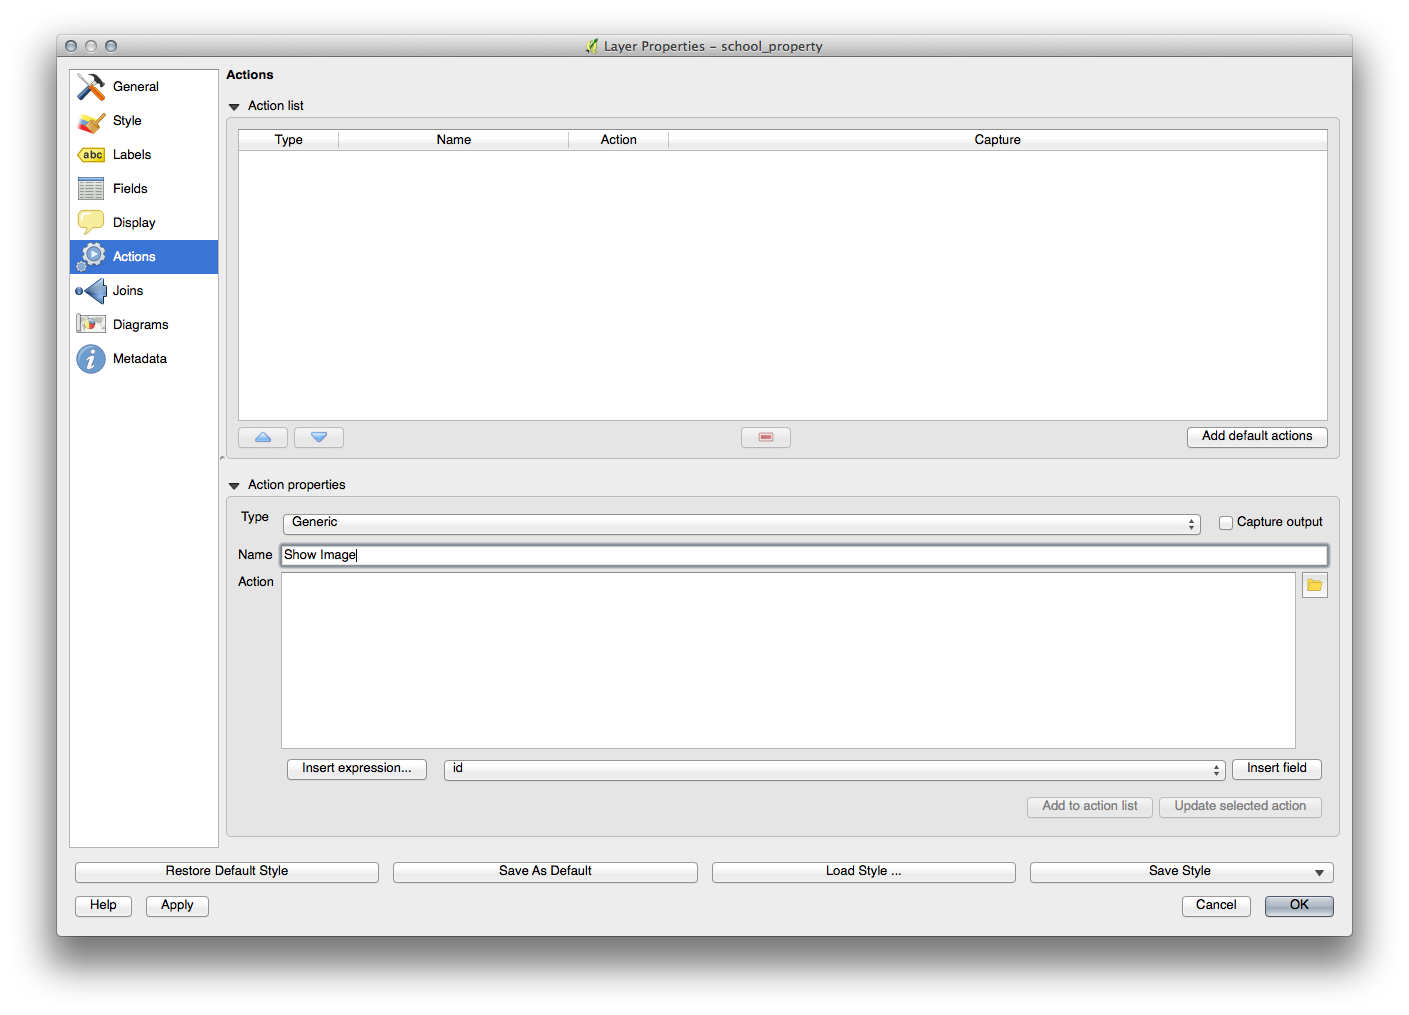 Layer Properties – school_property
General
Style
abc
Labels
Fields
Display
Actions
Joins
Diagrams
Metadata
Actions
Action list
Type Name Action Capture
Add default actions
Action properties
Type Generic Capture output
Name Show Image
Action
Insert expression... id Insert field
Add to action list Update selected action
Restore Default Style Save As Default Load Style ... Save Style
Help Apply Cancel OK